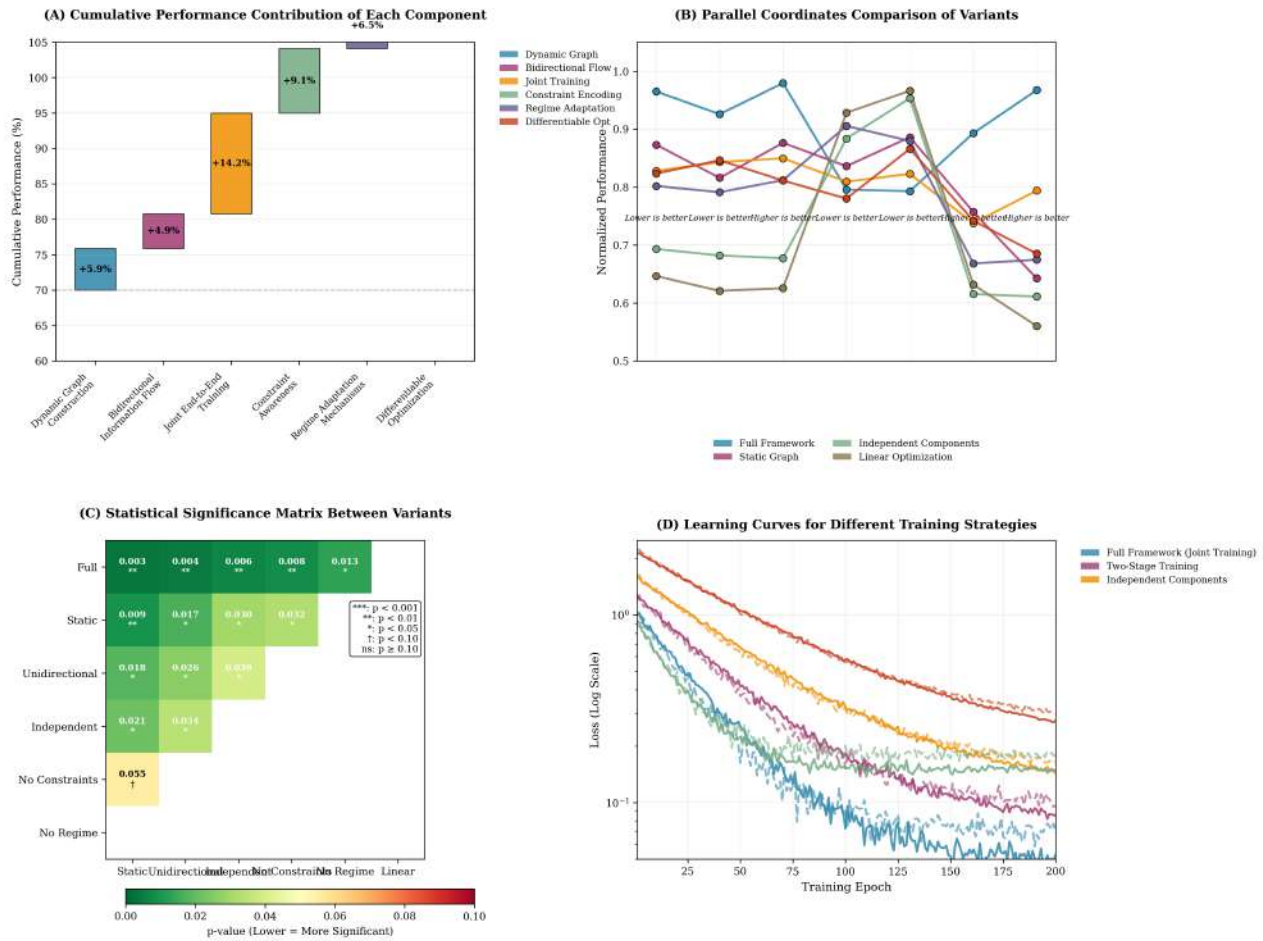 (A) Cumulative Performance Contribution of Each Component
+6.5%
105
100
95
90
85
80
75
70
65
60
Cumulative Performance (%)
+5.9%
+4.9%
+14.2%
+9.1%
Dynamic Graph
Construction
Bidirectional
Information Flow
Joint End-to-End
Training
Constraint
Awareness
Regime Adaptation
Mechanisms
Differentiable
Optimization
Dynamic Graph
Bidirectional Flow
Joint Training
Constraint Encoding
Regime Adaptation
Differentiable Opt
(B) Parallel Coordinates Comparison of Variants
1.0
0.9
0.8
0.7
0.6
0.5
Normalized Performance
Lower is better
Lower is better
Higher is better
Lower is better
Lower is better
Higher is better
Higher is better
Full Framework
Static Graph
Independent Components
Linear Optimization
(C) Statistical Significance Matrix Between Variants
Full
0.003 0.004 0.006 0.008 0.013
** ** ** ** *
Static
0.009 0.017 0.030 0.032
** * * *
Unidirectional
0.018 0.026 0.039
* * *
Independent
0.021 0.034
* *
No Constraints
0.055
†
No Regime
***: p < 0.001
**: p < 0.01
*: p < 0.05
†: p < 0.10
ns: p ≥ 0.10
Static Unidirectional Independent No Constraints No Regime Linear
0.00 0.02 0.04 0.06 0.08 0.10
p-value (Lower = More Significant)
(D) Learning Curves for Different Training Strategies
10⁰
10⁻¹
Loss (Log Scale)
25 50 75 100 125 150 175 200
Training Epoch
Full Framework (Joint Training)
Two-Stage Training
Independent Components